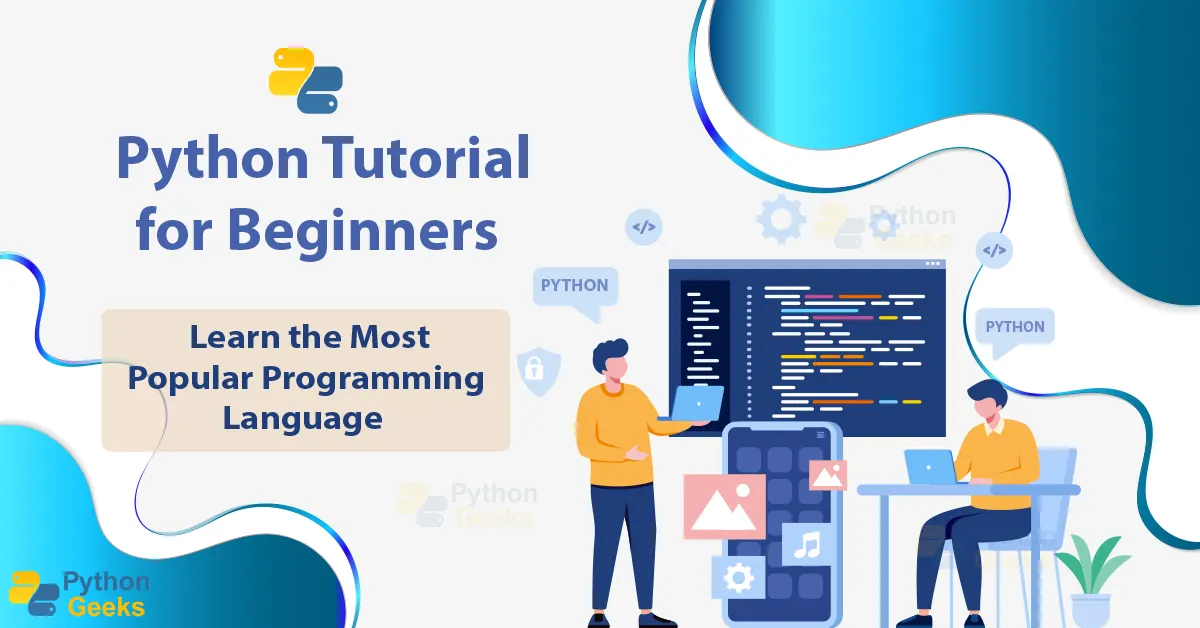 Python Tutorial
for Beginners
Learn the Most
Popular Programming
Language
</>
PYTHON
Python
Geeks
</>
PYTHON
Python
Geeks
Python
Geeks